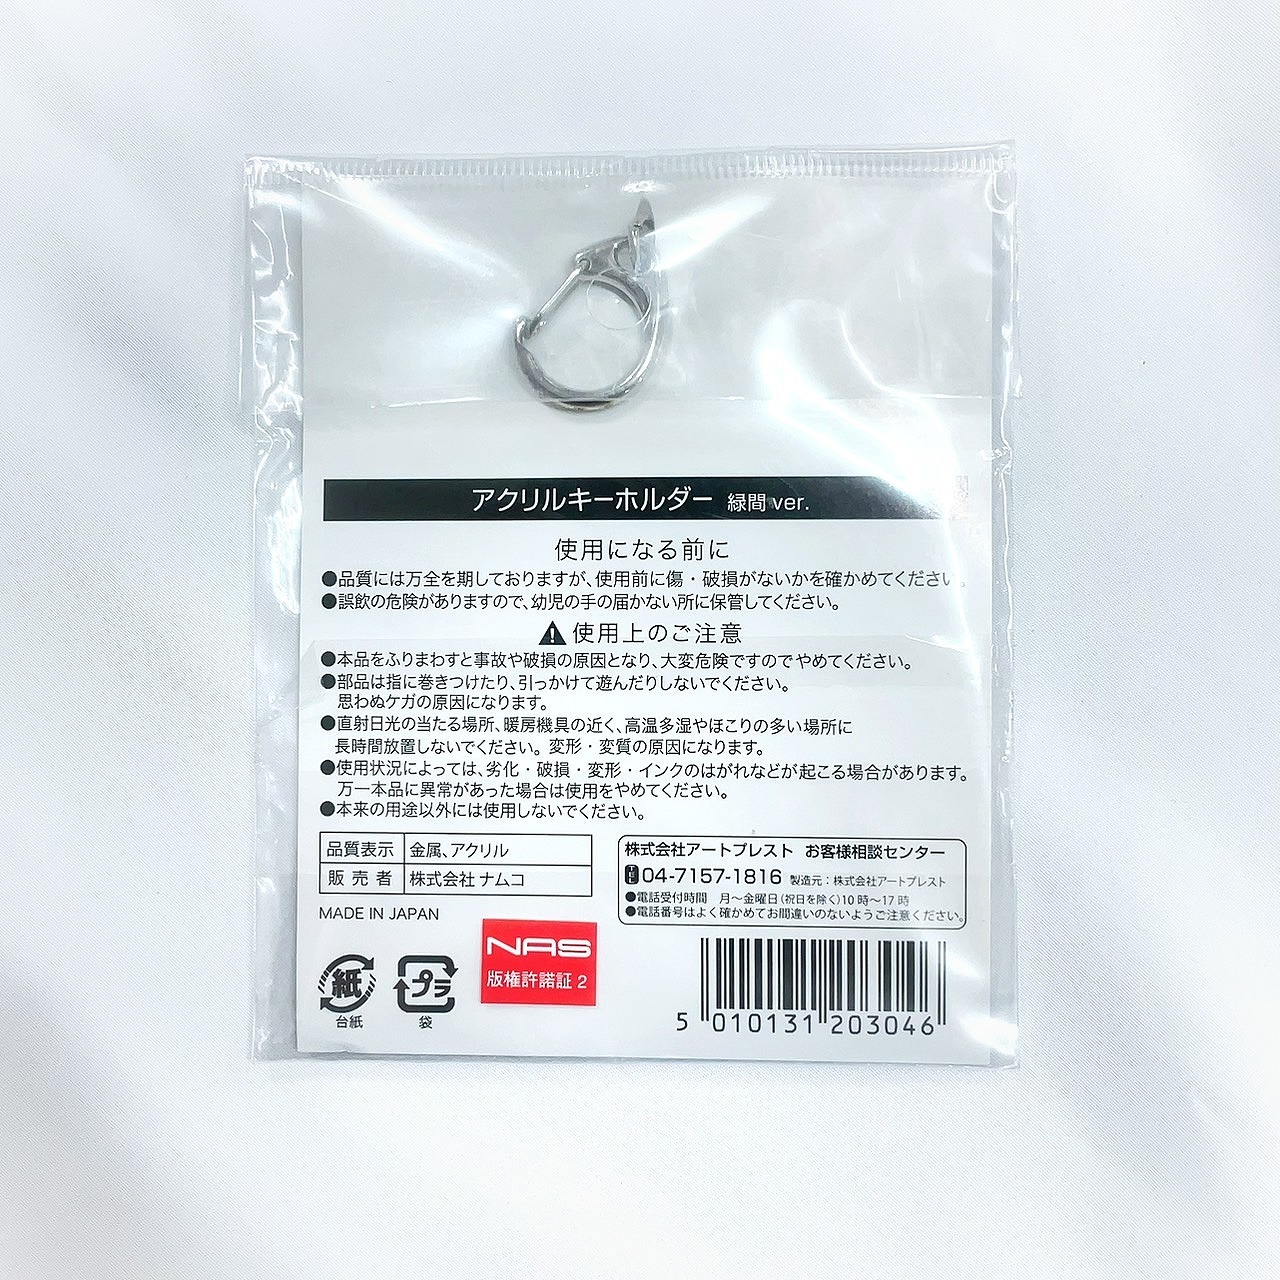 アクリルキーホルダー 緑間 ver.
使用になる前に
●品質には万全を期しておりますが、使用前に傷・破損がないかを確かめてください。
●誤飲の危険がありますので、幼児の手の届かない所に保管してください。
使用上のご注意
●本品をふりまわすと事故や破損の原因となり、大変危険ですのでやめてください。
●部品は指に巻きつけたり、引っかけて遊んだりしないでください。
思わぬケガの原因になります。
●直射日光の当たる場所、暖房機具の近く、高温多湿やほこりの多い場所に
長時間放置しないでください。変形・変質の原因になります。
●使用状況によっては、劣化・破損・変形・インクのはがれなどが起こる場合があります。
万一本品に異常があった場合は使用をやめてください。
●本来の用途以外には使用しないでください。
品質表示 金属、アクリル
販売者 株式会社 ナムコ
MADE IN JAPAN
株式会社アートプレスト お客様相談センター
TEL 04-7157-1816 製造元：株式会社アートプレスト
●電話受付時間 月〜金曜日(祝日を除く)10時〜17時
●電話番号はよく確かめてお間違いのないようご注意ください。
紙
台紙
プラ
袋
NAS
版権許諾証 2
5 010131 203046